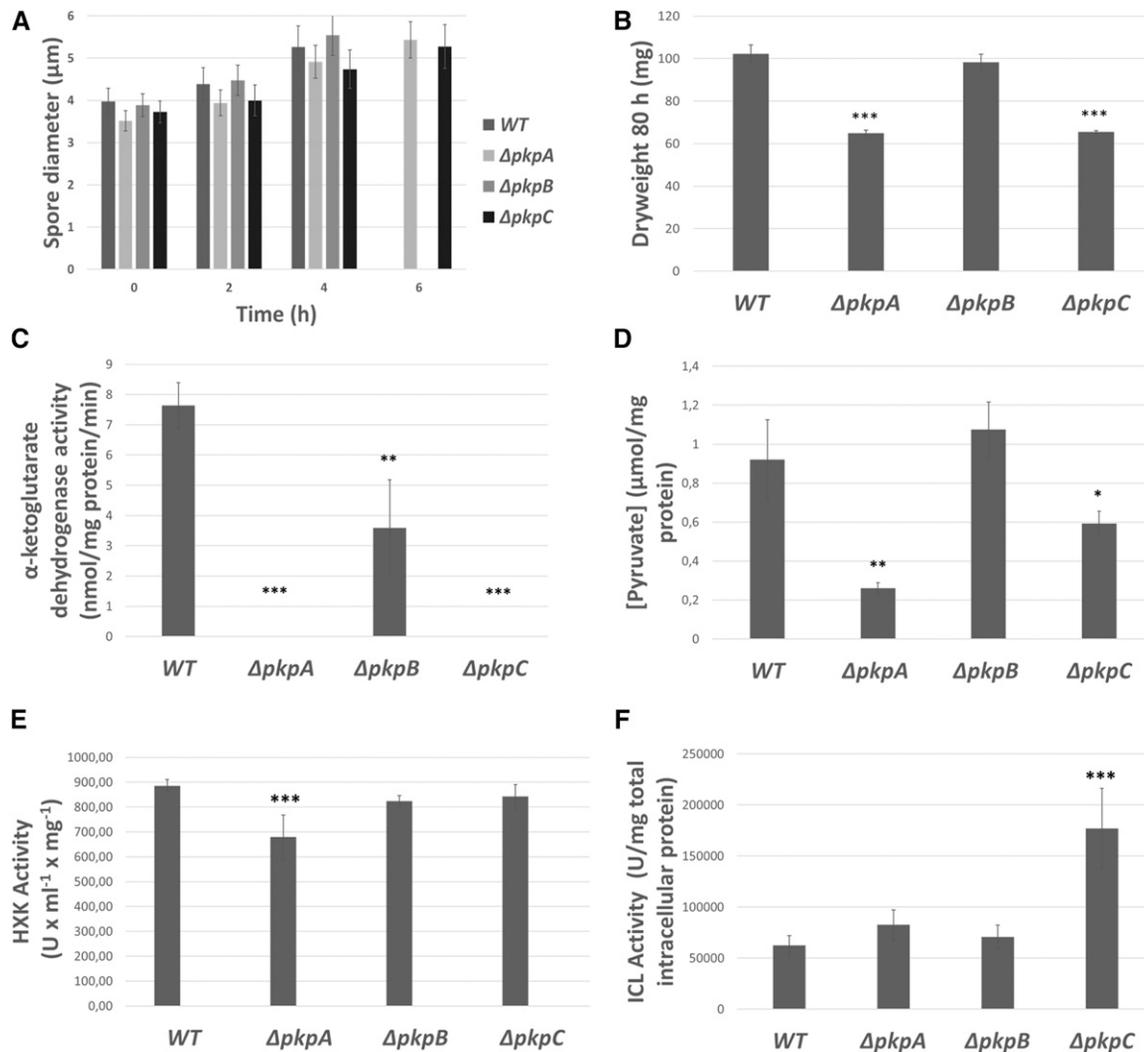 A
Spore diameter (μm)
6
5
4
3
2
1
0
0
2
4
6
Time (h)
WT
ΔpkpA
ΔpkpB
ΔpkpC
B
Dryweight 80 h (mg)
120
100
80
60
40
20
0
***
***
WT
ΔpkpA
ΔpkpB
ΔpkpC
C
α-ketoglutarate
dehydrogenase activity
(nmol/mg protein/min)
9
8
7
6
5
4
3
2
1
0
***
**
***
WT
ΔpkpA
ΔpkpB
ΔpkpC
D
[Pyruvate] (μmol/mg
protein)
1,4
1,2
1
0,8
0,6
0,4
0,2
0
**
*
WT
ΔpkpA
ΔpkpB
ΔpkpC
E
HXK Activity
(U x ml⁻¹ x mg⁻¹)
1000,00
900,00
800,00
700,00
600,00
500,00
400,00
300,00
200,00
100,00
0,00
***
WT
ΔpkpA
ΔpkpB
ΔpkpC
F
ICL Activity (U/mg total
intracellular protein)
250000
200000
150000
100000
50000
0
***
WT
ΔpkpA
ΔpkpB
ΔpkpC